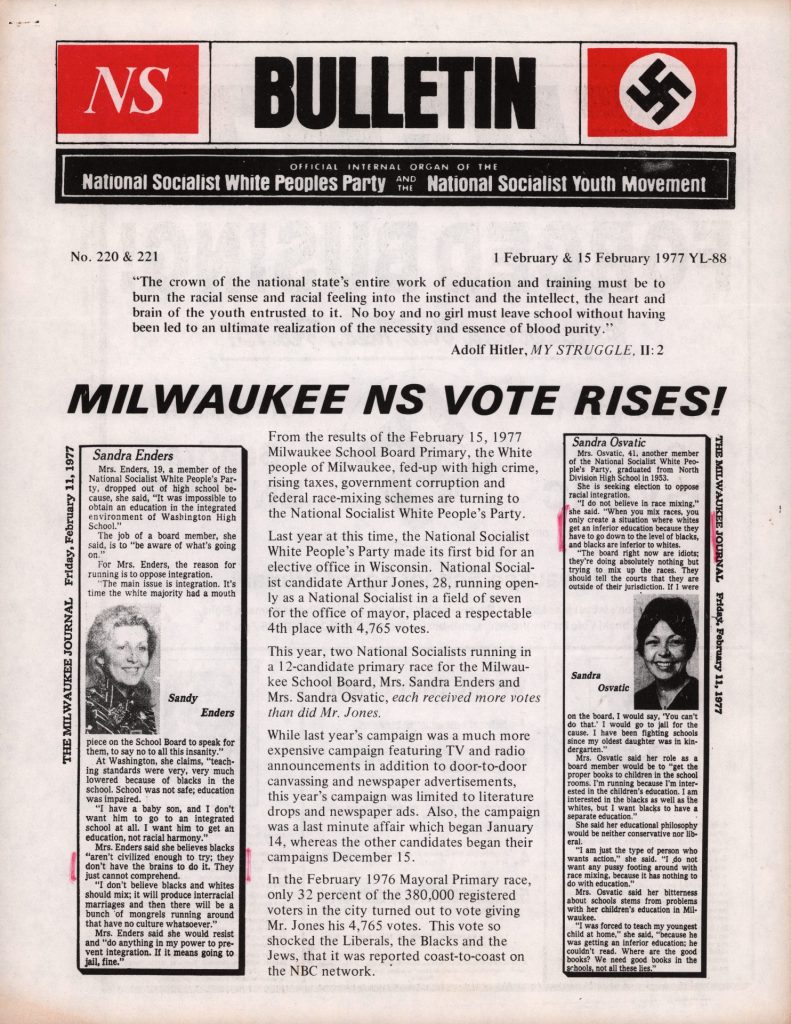 NS
BULLETIN
OFFICIAL INTERNAL ORGAN OF THE
National Socialist White Peoples Party AND THE National Socialist Youth Movement
No. 220 & 221
1 February & 15 February 1977 YL-88
“The crown of the national state’s entire work of education and training must be to
burn the racial sense and racial feeling into the instinct and the intellect, the heart and
brain of the youth entrusted to it. No boy and no girl must leave school without having
been led to an ultimate realization of the necessity and essence of blood purity.”
Adolf Hitler, MY STRUGGLE, II: 2
MILWAUKEE NS VOTE RISES!
THE MILWAUKEE JOURNAL Friday, February 11, 1977
Sandra Enders
Mrs. Enders, 19, a member of the
National Socialist White People's Par-
ty, dropped out of high school be-
cause, she said, "It was impossible to
obtain an education in the integrated
environment of Washington High
School."
The job of a board member, she
said, is to "be aware of what's going
on."
For Mrs. Enders, the reason for
running is to oppose integration.
"The main issue is integration. It's
time the white majority had a mouth
Sandy
Enders
piece on the School Board to speak for
them, to say no to all this insanity."
At Washington, she claims, "teach-
ing standards were very, very much
lowered because of blacks in the
school. School was not safe; education
was impaired.
"I have a baby son, and I don't
want him to go to an integrated
school at all. I want him to get an
education, not racial harmony."
Mrs. Enders said she believes blacks
"aren't civilized enough to try; they
don't have the brains to do it. They
just cannot comprehend.
"I don't believe blacks and whites
should mix; it will produce interracial
marriages and then there will be a
bunch of mongrels running around
that have no culture whatsoever."
Mrs. Enders said she would resist
and "do anything in my power to pre-
vent integration. If it means going to
jail, fine."
From the results of the February 15, 1977
Milwaukee School Board Primary, the White
people of Milwaukee, fed-up with high crime,
rising taxes, government corruption and
federal race-mixing schemes are turning to
the National Socialist White People's Party.
Last year at this time, the National Socialist
White People's Party made its first bid for an
elective office in Wisconsin. National Social-
ist candidate Arthur Jones, 28, running open-
ly as a National Socialist in a field of seven
for the office of mayor, placed a respectable
4th place with 4,765 votes.
This year, two National Socialists running in
a 12-candidate primary race for the Milwau-
kee School Board, Mrs. Sandra Enders and
Mrs. Sandra Osvatic, each received more votes
than did Mr. Jones.
While last year's campaign was a much more
expensive campaign featuring TV and radio
announcements in addition to door-to-door
canvassing and newspaper advertisements,
this year's campaign was limited to literature
drops and newspaper ads. Also, the campaign
was a last minute affair which began January
14, whereas the other candidates began their
campaigns December 15.
In the February 1976 Mayoral Primary race,
only 32 percent of the 380,000 registered
voters in the city turned out to vote giving
Mr. Jones his 4,765 votes. This vote so
shocked the Liberals, the Blacks and the
Jews, that it was reported coast-to-coast on
the NBC network.
Sandra Osvatic
Mrs. Osvatic, 41, another member
of the National Socialist White Peo-
ple's Party, graduated from North
Division High School in 1953.
She is seeking election to oppose
racial integration.
"I do not believe in race mixing,"
she said. "When you mix races, you
only create a situation where whites
get an inferior education because they
have to go down to the level of blacks,
and blacks are inferior to whites.
"The board right now are idiots;
they're doing absolutely nothing but
trying to mix up the races. They
should tell the courts that they are
outside of their jurisdiction. If I were
Sandra
Osvatic
on the board, I would say, 'You can't
do that.' I would go to jail for the
cause. I have been fighting schools
since my oldest daughter was in kin-
dergarten."
Mrs. Osvatic said her role as a
board member would be to "get the
proper books to children in the school
rooms. I'm running because I'm inter-
ested in the children's education. I am
interested in the blacks as well as the
whites, but I want blacks to have a
separate education."
She said her educational philosophy
would be neither conservative nor lib-
eral.
"I am just the type of person who
wants action," she said. "I do not
want any pussy footing around with
race mixing, because it has nothing to
do with education."
Mrs. Osvatic said her bitterness
about schools stems from problems
with her children's education in Mil-
waukee.
"I was forced to teach my youngest
child at home," she said, "because he
was getting an inferior education; he
couldn't read. Where are the good
books? We need good books in the
schools, not all these lies."
THE MILWAUKEE JOURNAL Friday, February 11, 1977